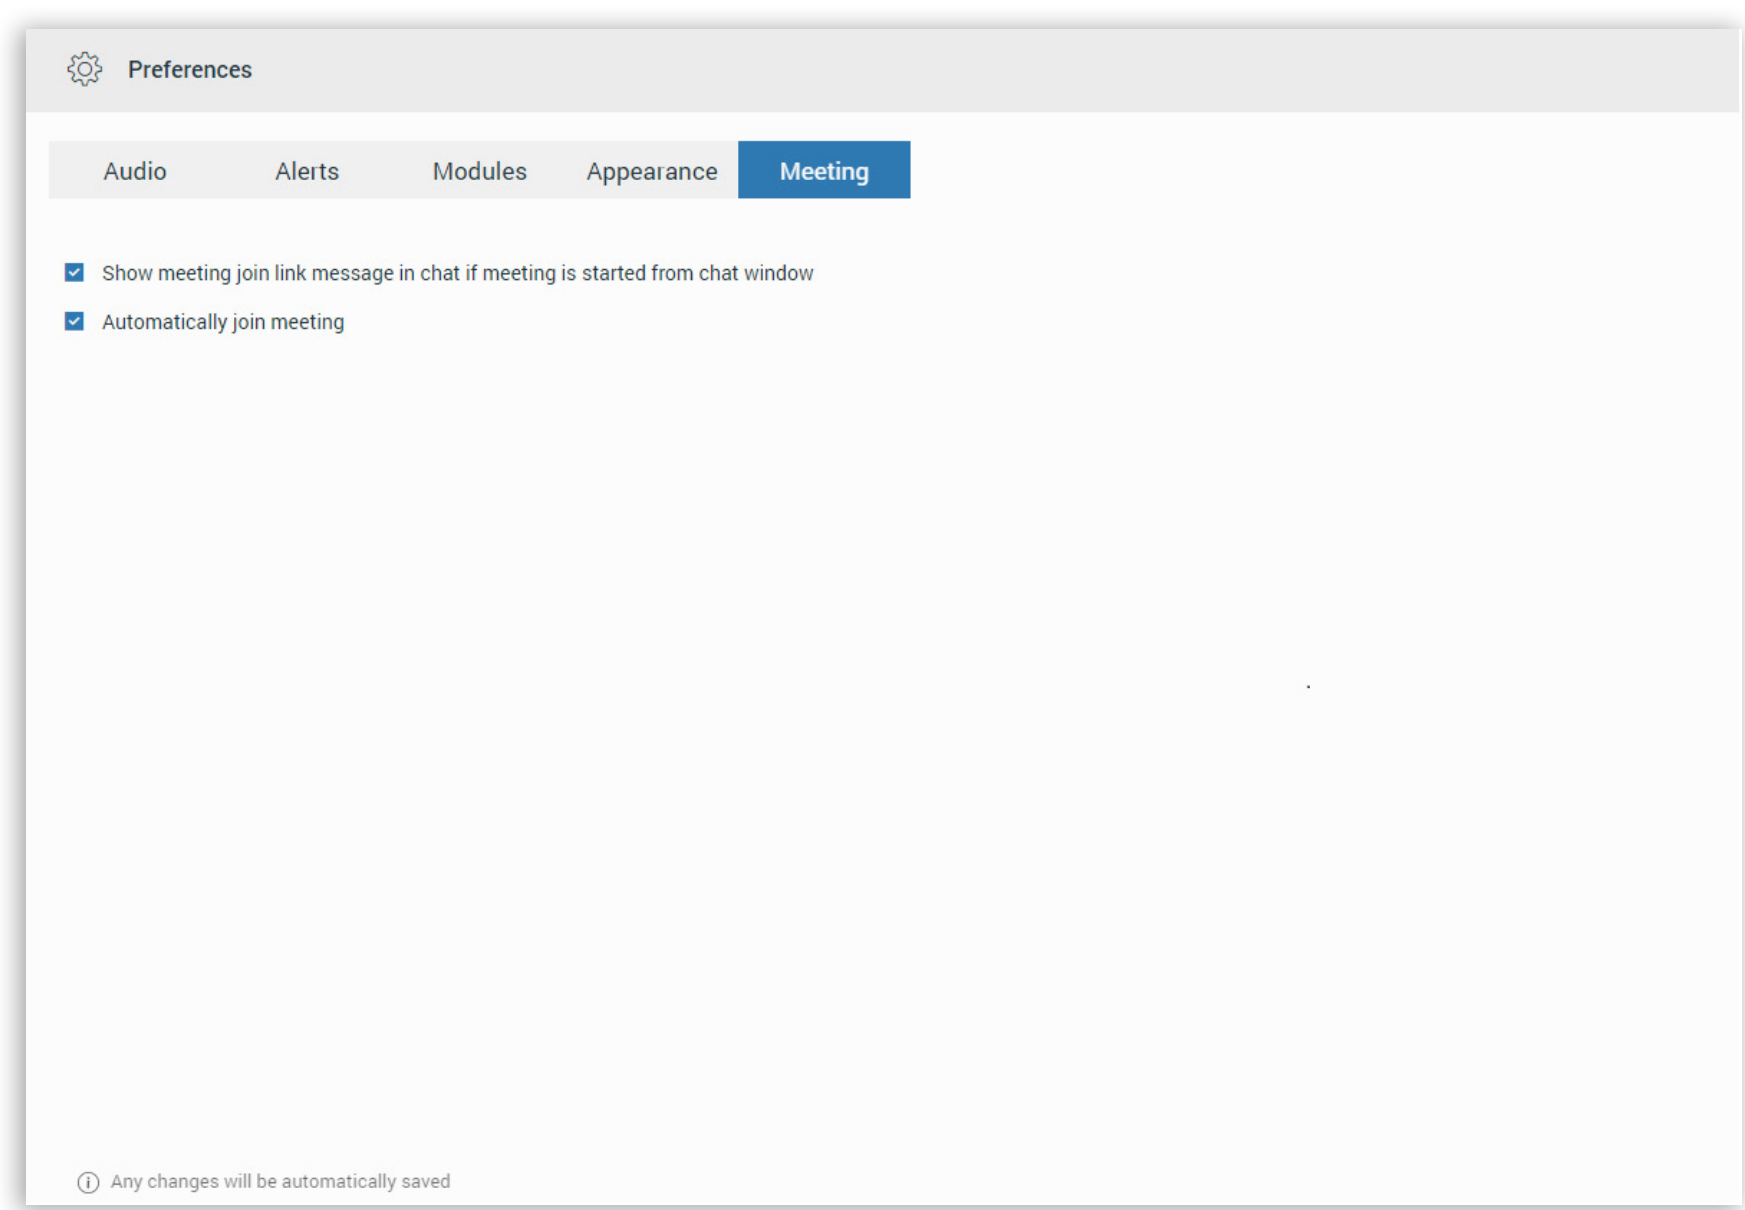 Preferences
Audio Alerts Modules Appearance Meeting
Show meeting join link message in chat if meeting is started from chat window
Automatically join meeting
Any changes will be automatically saved